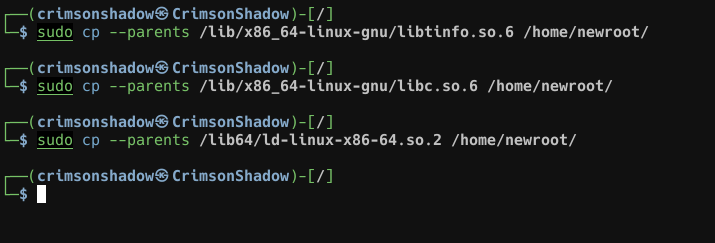 ┌──(crimsonshadow㉿CrimsonShadow)-[/]
└─$ sudo cp --parents /lib/x86_64-linux-gnu/libtinfo.so.6 /home/newroot/
┌──(crimsonshadow㉿CrimsonShadow)-[/]
└─$ sudo cp --parents /lib/x86_64-linux-gnu/libc.so.6 /home/newroot/
┌──(crimsonshadow㉿CrimsonShadow)-[/]
└─$ sudo cp --parents /lib64/ld-linux-x86-64.so.2 /home/newroot/
┌──(crimsonshadow㉿CrimsonShadow)-[/]
└─$